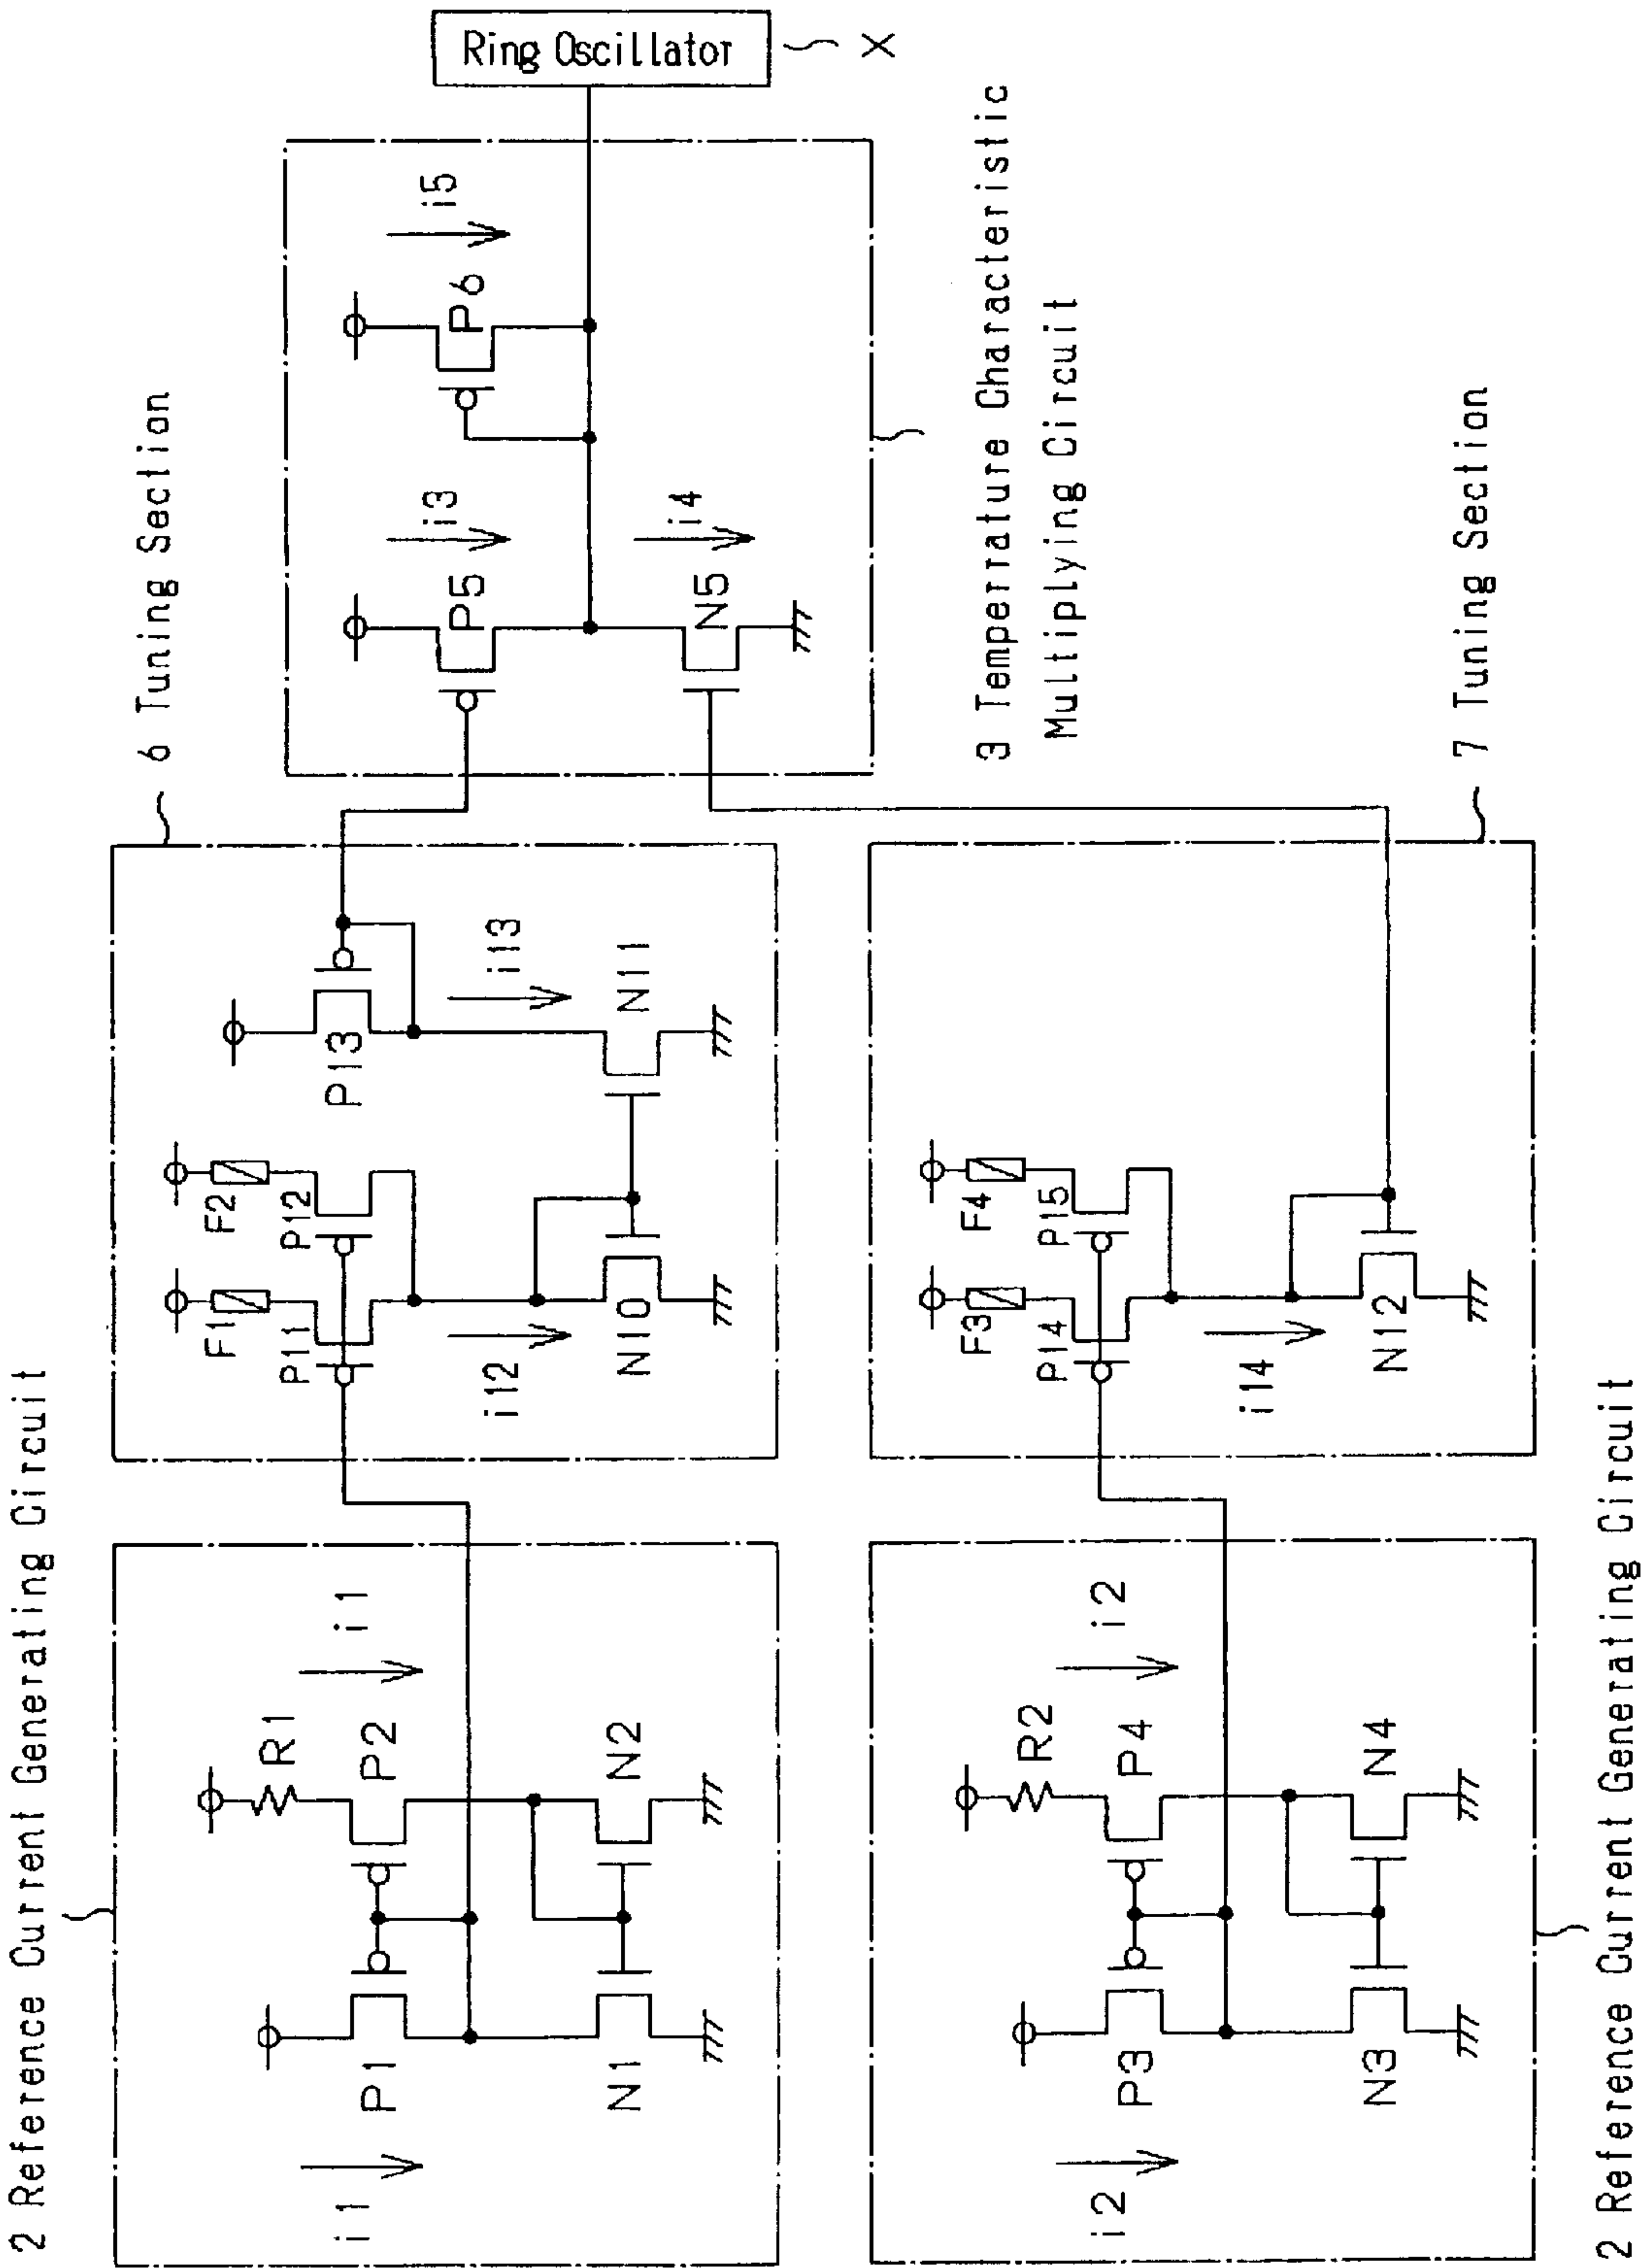 2 Reference Current Generating Circuit
i1
P1
N1
R1
P2
N2
i1
6 Tuning Section
F1
F2
P11
P12
i12
N10
P13
i13
N11
i3
P5
i4
N5
i5
P6
3 Temperrature Characteristic
Multiplying Circuit
Ring Oscillator
X
2 Reference Current Generating Circuit
i2
P3
N3
R2
P4
N4
i2
7 Tuning Section
F3
F4
P14
P15
i14
N12